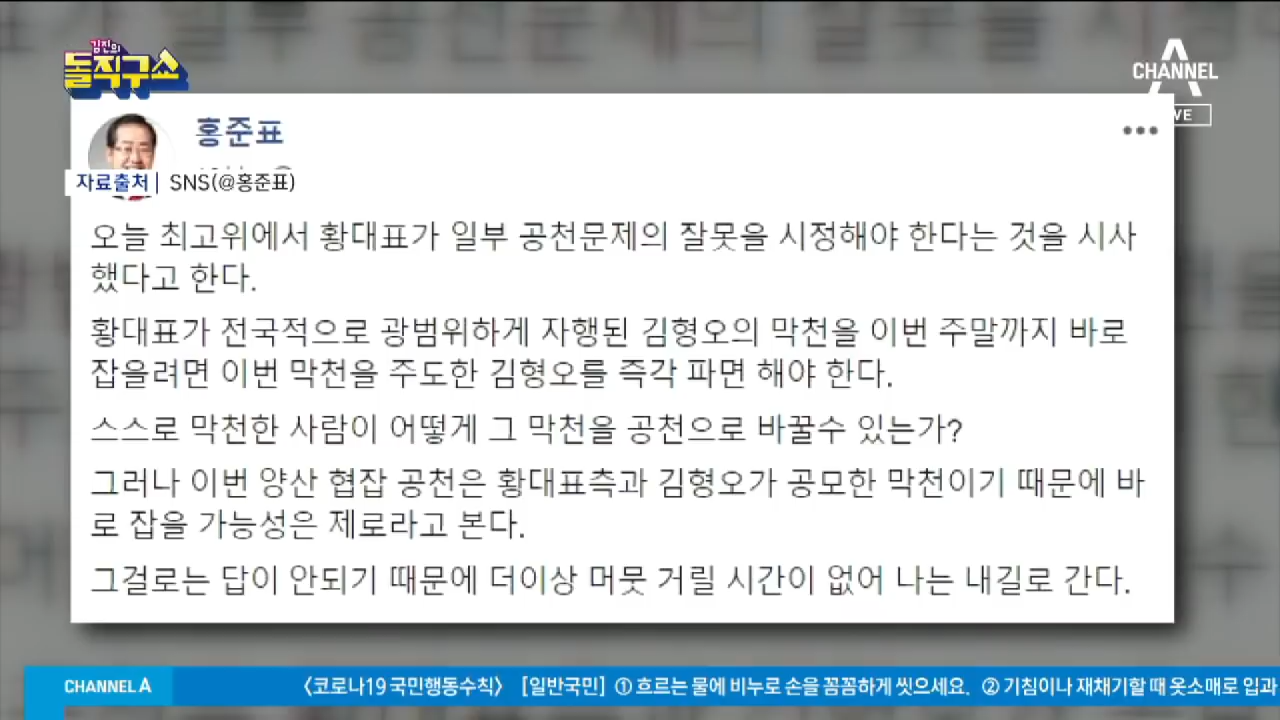 김진의
돌직구쇼
CHANNEL A
홍준표
자료출처 | SNS(@홍준표)
오늘 최고위에서 황대표가 일부 공천문제의 잘못을 시정해야 한다는 것을 시사
했다고 한다.
황대표가 전국적으로 광범위하게 자행된 김형오의 막천을 이번 주말까지 바로
잡을려면 이번 막천을 주도한 김형오를 즉각 파면 해야 한다.
스스로 막천한 사람이 어떻게 그 막천을 공천으로 바꿀수 있는가?
그러나 이번 양산 협잡 공천은 황대표측과 김형오가 공모한 막천이기 때문에 바
로 잡을 가능성은 제로라고 본다.
그걸로는 답이 안되기 때문에 더이상 머뭇 거릴 시간이 없어 나는 내길로 간다.
CHANNEL A 〈코로나19 국민행동수칙〉 [일반국민] ① 흐르는 물에 비누로 손을 꼼꼼하게 씻으세요. ② 기침이나 재채기할 때 옷소매로 입과